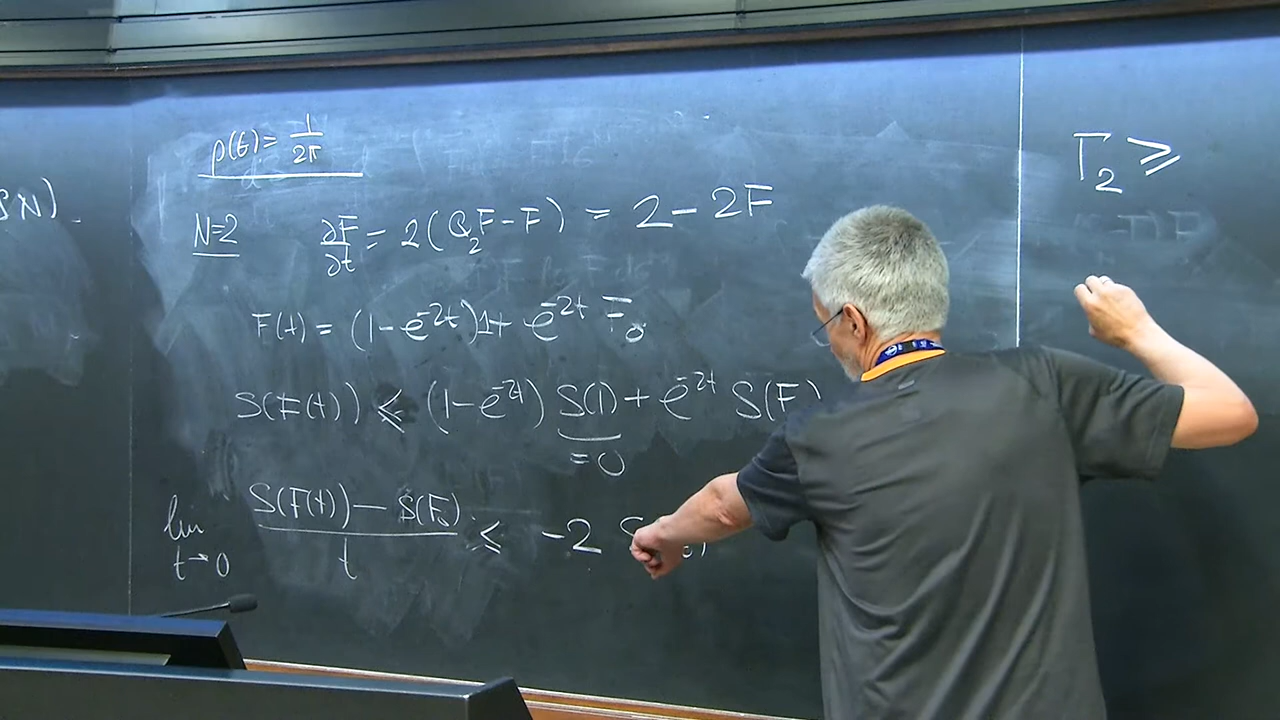 SN).
ρ(θ)= 1/2π
N=2 ∂F/∂t = 2(Q₂F-F) = 2-2F
F(t) = (1-e^{-2t})1+ e^{-2t} F₀
S(F(t)) ≤ (1-e^{-2t}) S(1) + e^{-2t} S(F)
=0
lim t→0 S(F(t))-S(F₀)/t ≤ -2
Γ₂ ≥